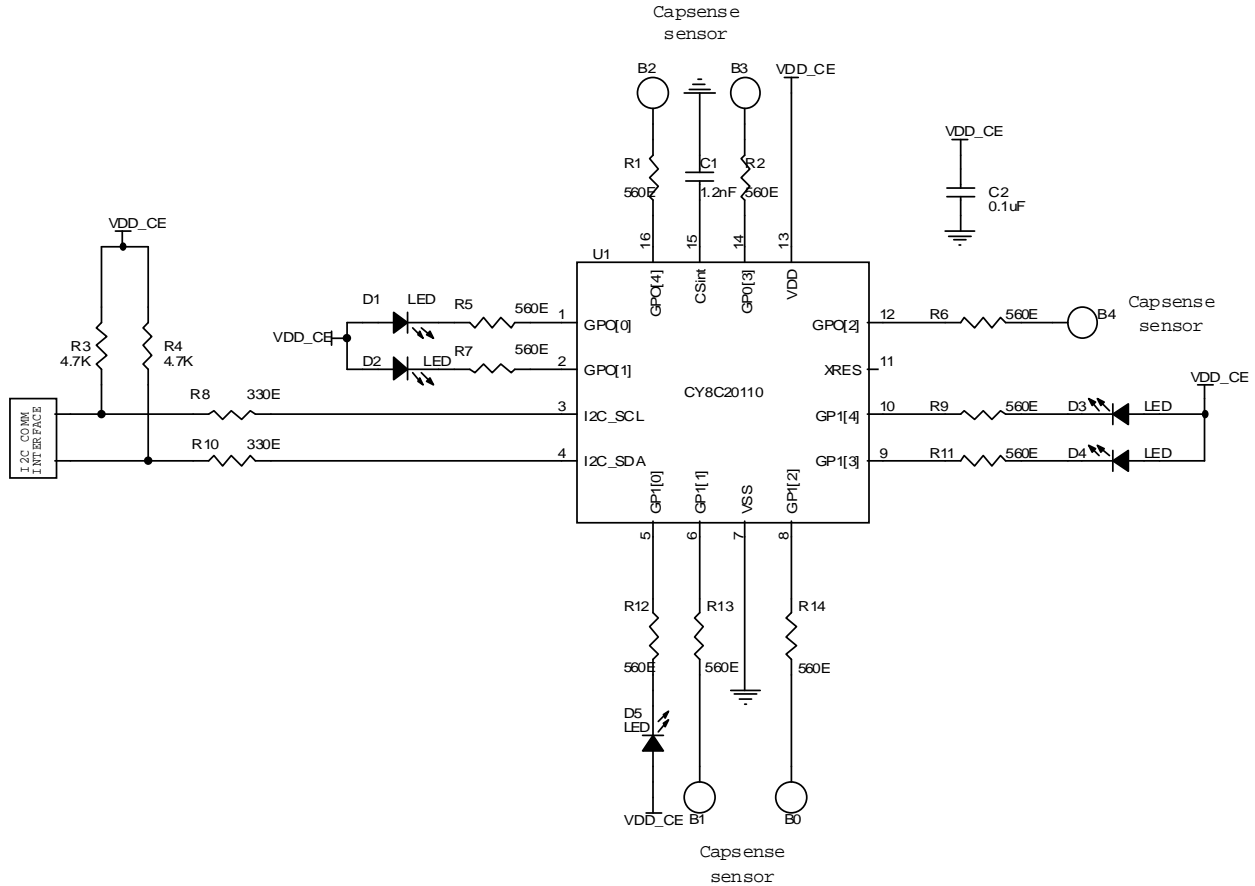 Capsense
sensor
B2
B3
VDD_CE
R1
560E
C1
1.2nF
R2
560E
VDD_CE
C2
0.1uF
VDD_CE
16
15
14
13
U1
GPO[4]
CSint
GP0[3]
VDD
D1
LED
R5
560E
1
GPO[0]
VDD_CE
D2
LED
R7
560E
2
GPO[1]
R3
4.7K
R4
4.7K
R8
330E
3
I2C_SCL
R10
330E
4
I2C_SDA
I2C COMM
INTERFACE
CY8C20110
GPO[2]
12
R6
560E
B4
Capsense
sensor
XRES
11
VDD_CE
GP1[4]
10
R9
560E
D3
LED
GP1[3]
9
R11
560E
D4
LED
GP1[0]
GP1[1]
VSS
GP1[2]
5
6
7
8
R12
560E
R13
560E
R14
560E
D5
LED
VDD_CE
B1
B0
Capsense
sensor